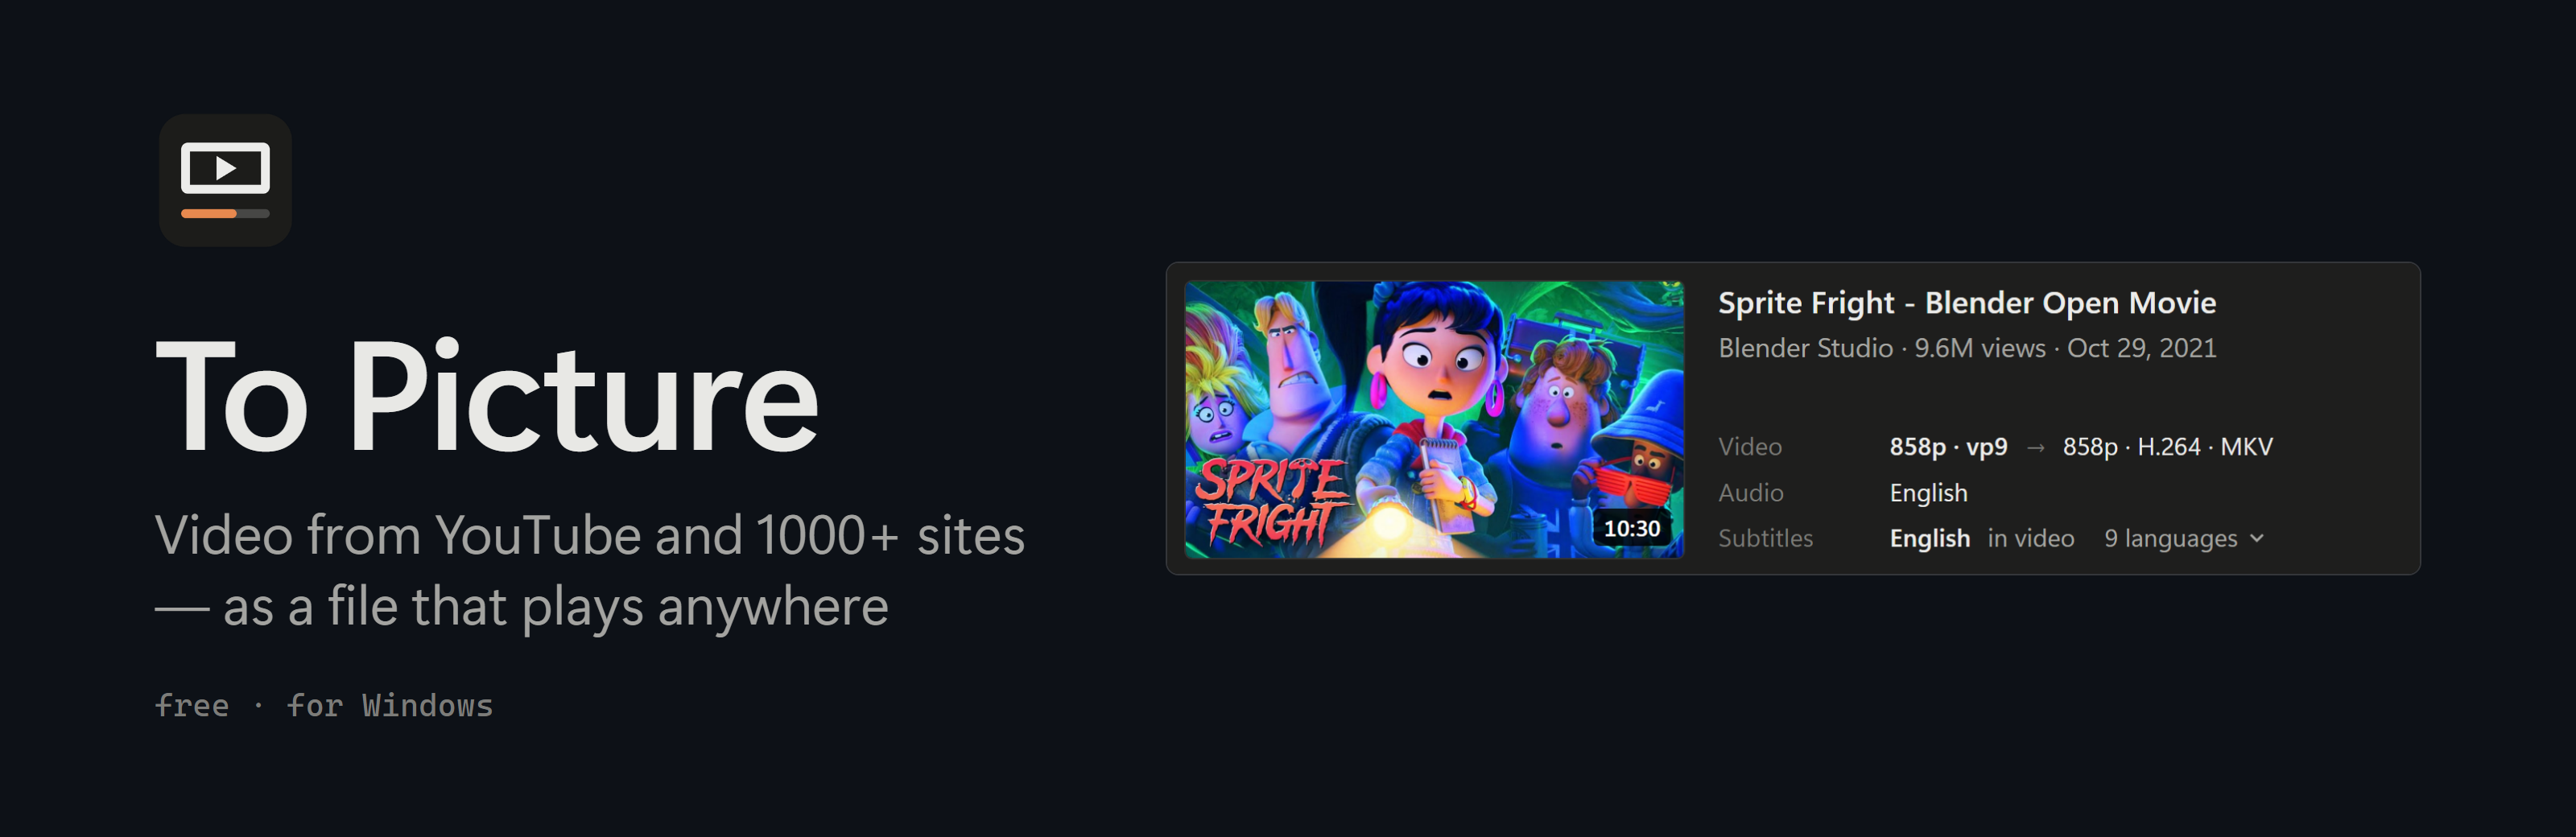 To Picture
Video from YouTube and 1000+ sites
— as a file that plays anywhere
free · for Windows
SPRITE
FRIGHT
10:30
Sprite Fright - Blender Open Movie
Blender Studio · 9.6M views · Oct 29, 2021
Video 858p · vp9 → 858p · H.264 · MKV
Audio English
Subtitles English in video 9 languages